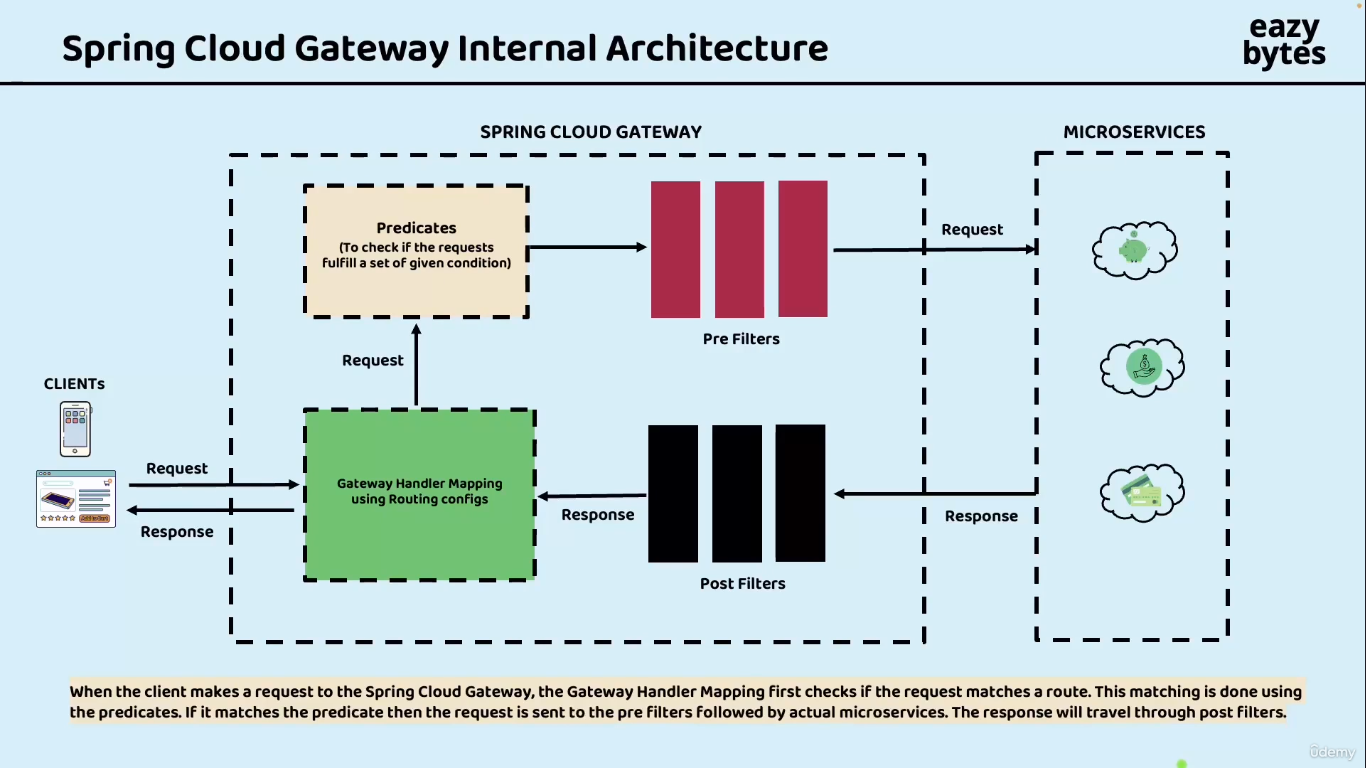 Spring Cloud Gateway Internal Architecture
eazy
bytes
SPRING CLOUD GATEWAY
MICROSERVICES
Predicates
(To check if the requests
fulfill a set of given condition)
Request
Pre Filters
Request
CLIENTs
Request
Response
Gateway Handler Mapping
using Routing configs
Response
Response
Post Filters
When the client makes a request to the Spring Cloud Gateway, the Gateway Handler Mapping first checks if the request matches a route. This matching is done using
the predicates. If it matches the predicate then the request is sent to the pre filters followed by actual microservices. The response will travel through post filters.
ûdemy